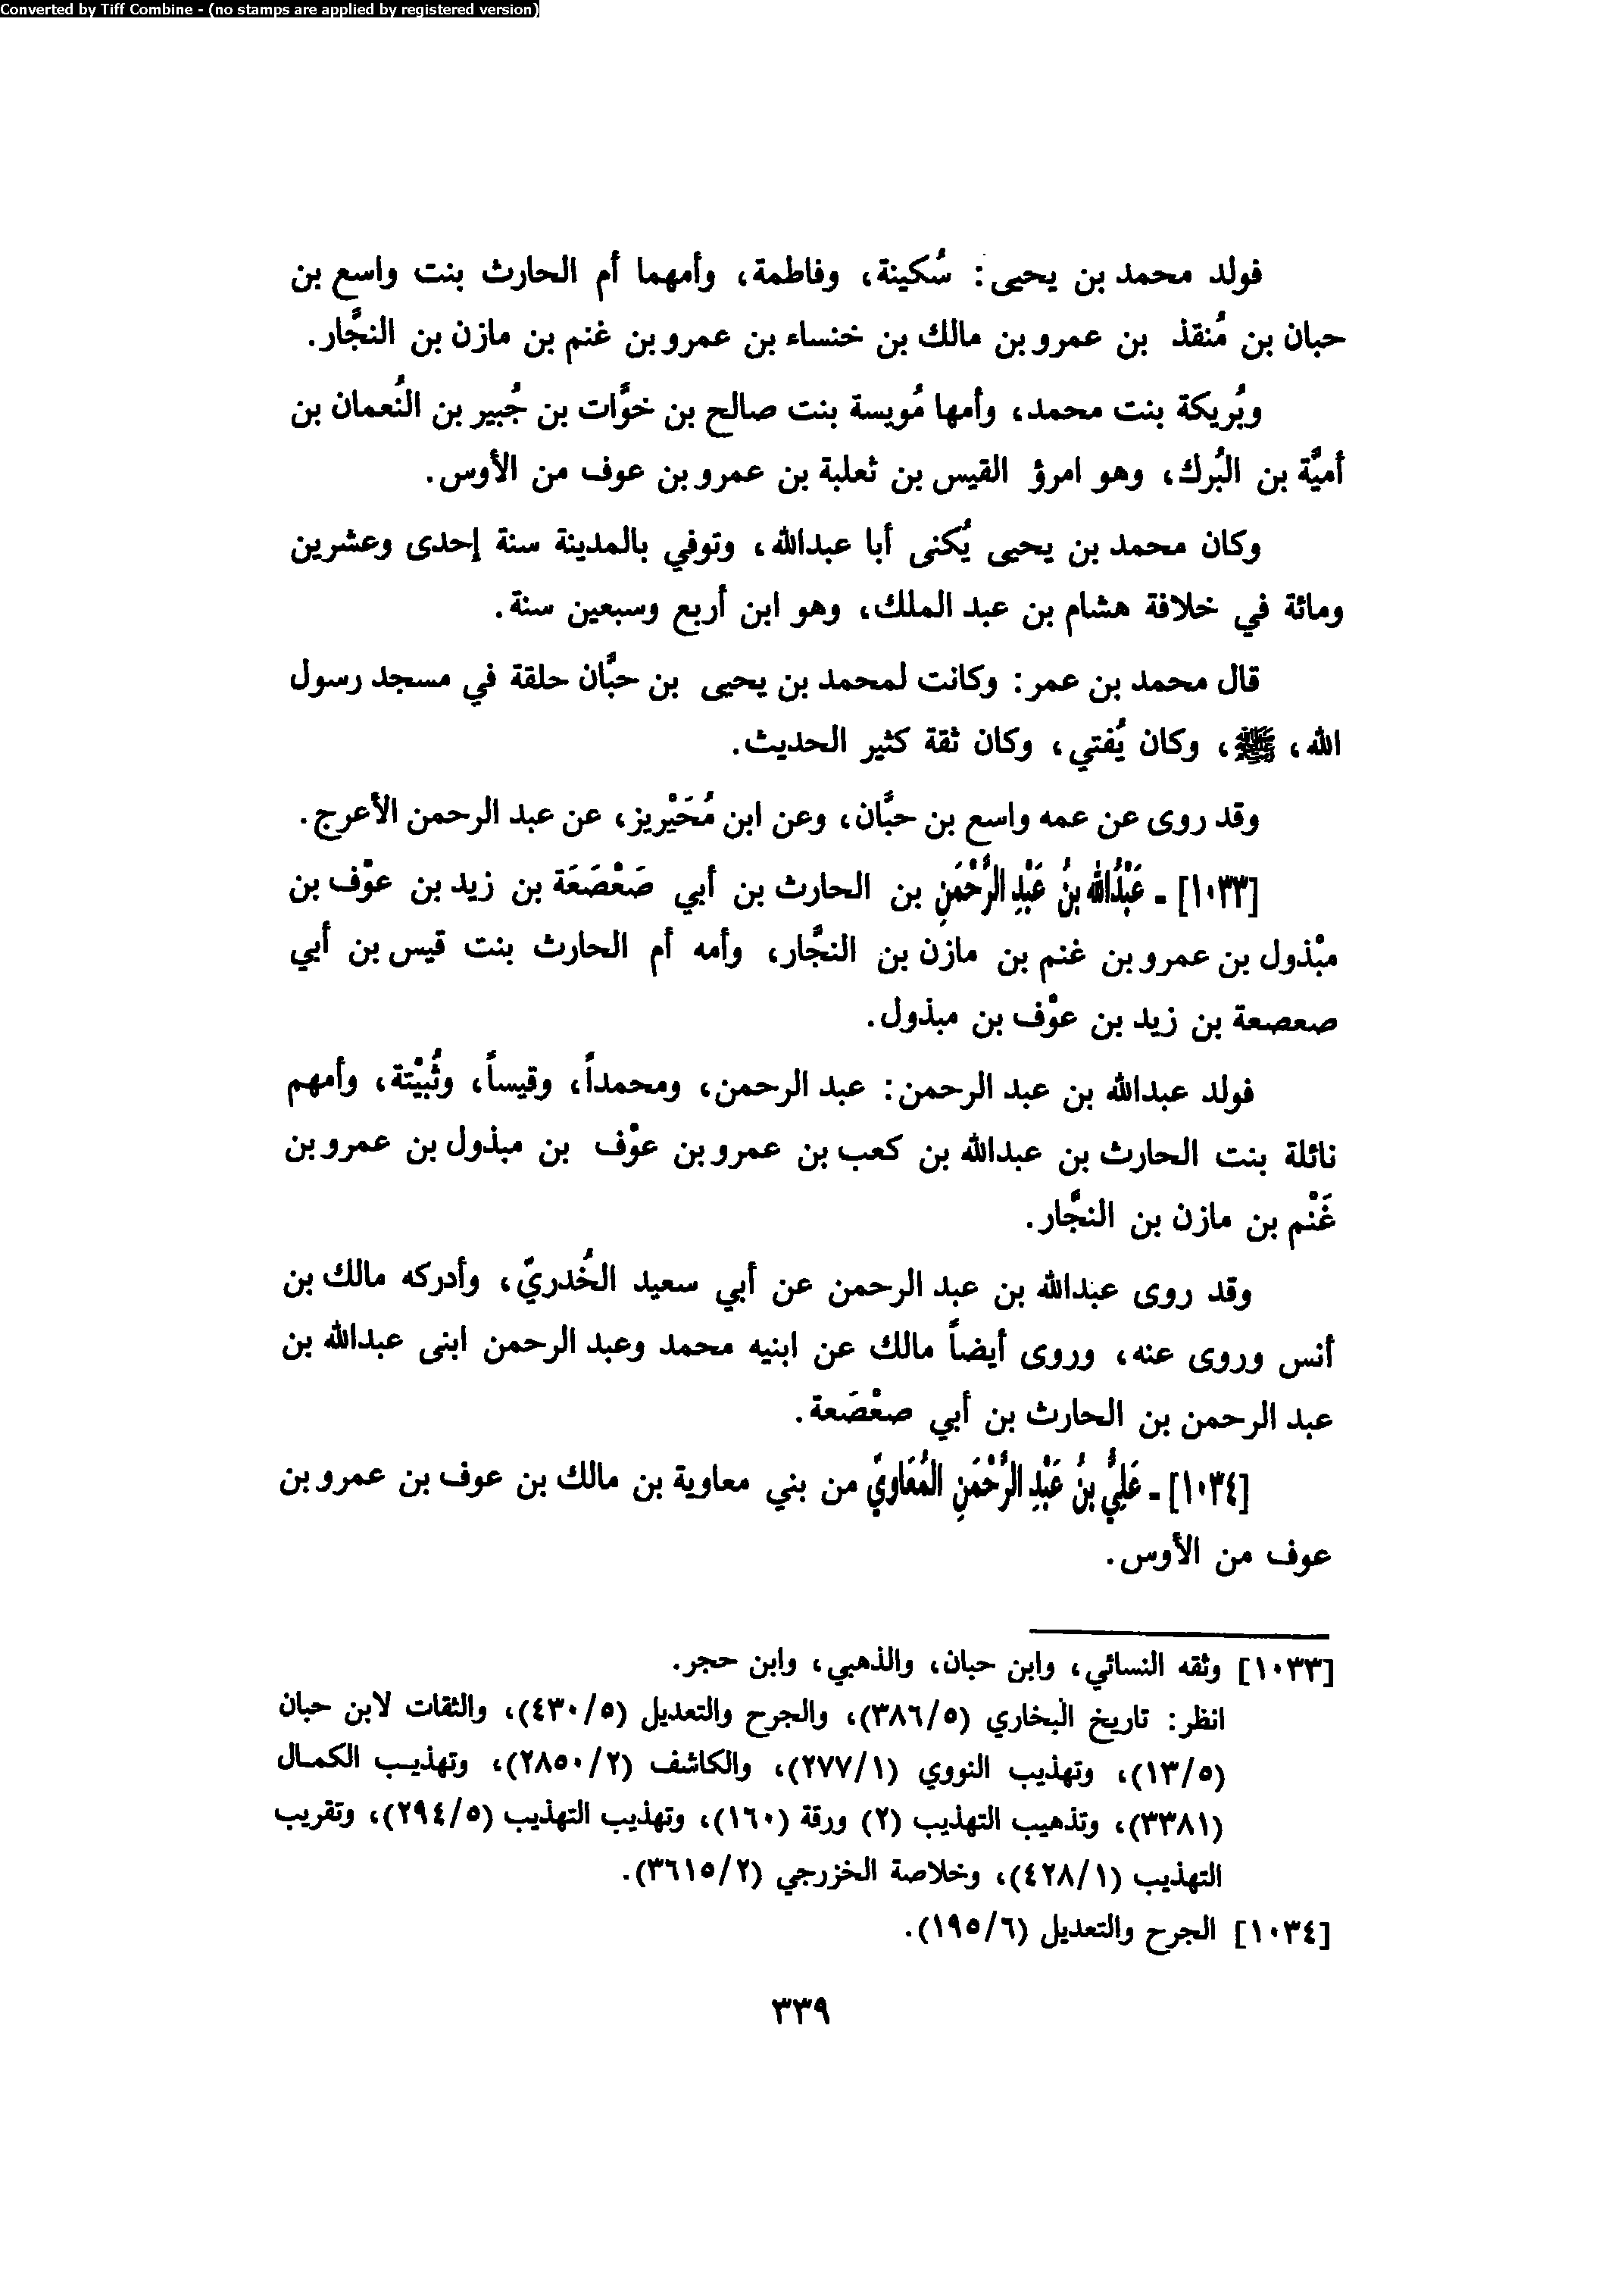 Converted by Tiff Combine - (no stamps are applied by registered version)
فولد محمد بن يحيى: سُكينة، وفاطمة، وأمهما أم الحارث بنت واسع بن
حبان بن مُنقذ بن عمرو بن مالك بن خنساء بن عمرو بن غنم بن مازن بن النجَّار.
وبُريكة بنت محمد، وأمها مُويسة بنت صالح بن خوَّات بن جُبير بن النُعمان بن
أميَّة بن البُرك، وهو امرؤ القيس بن ثعلبة بن عمرو بن عوف من الأوس.
وكان محمد بن يحيى يُكنى أبا عبدالله، وتوفي بالمدينة سنة إحدى وعشرين
ومائة في خلافة هشام بن عبد الملك، وهو ابن أربع وسبعين سنة.
قال محمد بن عمر: وكانت لمحمد بن يحيى بن حبَّان حلقة في مسجد رسول
الله، ﷺ، وكان يُفتي، وكان ثقة كثير الحديث.
وقد روى عن عمه واسع بن حبَّان، وعن ابن مُحَيْريز، عن عبد الرحمن الأعرج.
[١٠٣٣] - عَبْدُالله بنُ عَبْدِ الرَّحْمَنِ بن الحارث بن أبي صَعْصَعَة بن زيد بن عوْف بن
مبْذول بن عمرو بن غنم بن مازن بن النجَّار، وأمه أم الحارث بنت قيس بن أبي
صعصعة بن زيد بن عوْف بن مبذول.
فولد عبدالله بن عبد الرحمن: عبد الرحمن، ومحمداً، وقيساً، وثُبيْتة، وأمهم
نائلة بنت الحارث بن عبدالله بن كعب بن عمرو بن عوْف بن مبذول بن عمرو بن
غَنْم بن مازن بن النجَّار.
وقد روى عبدالله بن عبد الرحمن عن أبي سعيد الخُدريّ، وأدركه مالك بن
أنس وروى عنه، وروى أيضاً مالك عن ابنيه محمد وعبد الرحمن ابنى عبدالله بن
عبد الرحمن بن الحارث بن أبي صعْصَعة.
[١٠٣٤] - عَلِيُّ بنُ عَبْدِ الرَّحْمَنِ المُعَاويّ من بني معاوية بن مالك بن عوف بن عمرو بن
عوف من الأوس.
[١٠٣٣] وثقه النسائي، وابن حبان، والذهبي، وابن حجر.
انظر: تاريخ البخاري (٣٨٦/٥)، والجرح والتعديل (٤٣٠/٥)، والثقات لابن حبان
(١٣/٥)، وتهذيب النووي (٢٧٧/١)، والكاشف (٢٨٥٠/٢)، وتهذيب الكمال
(٣٣٨١)، وتذهيب التهذيب (٢) ورقة (١٦٠)، وتهذيب التهذيب (٢٩٤/٥)، وتقريب
التهذيب (٤٢٨/١)، وخلاصة الخزرجي (٣٦١٥/٢).
[١٠٣٤] الجرح والتعديل (١٩٥/٦).
٣٣٩